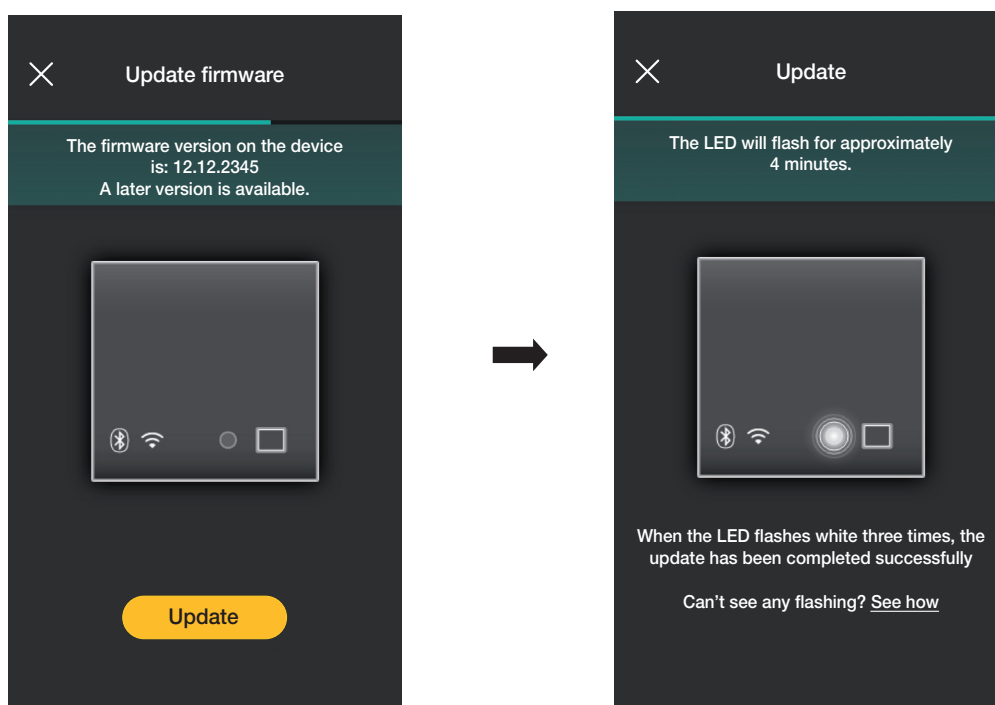 Update firmware
The firmware version on the device
is: 12.12.2345
A later version is available.
Update
Update
The LED will flash for approximately
4 minutes.
When the LED flashes white three times, the
update has been completed successfully
Can’t see any flashing? See how